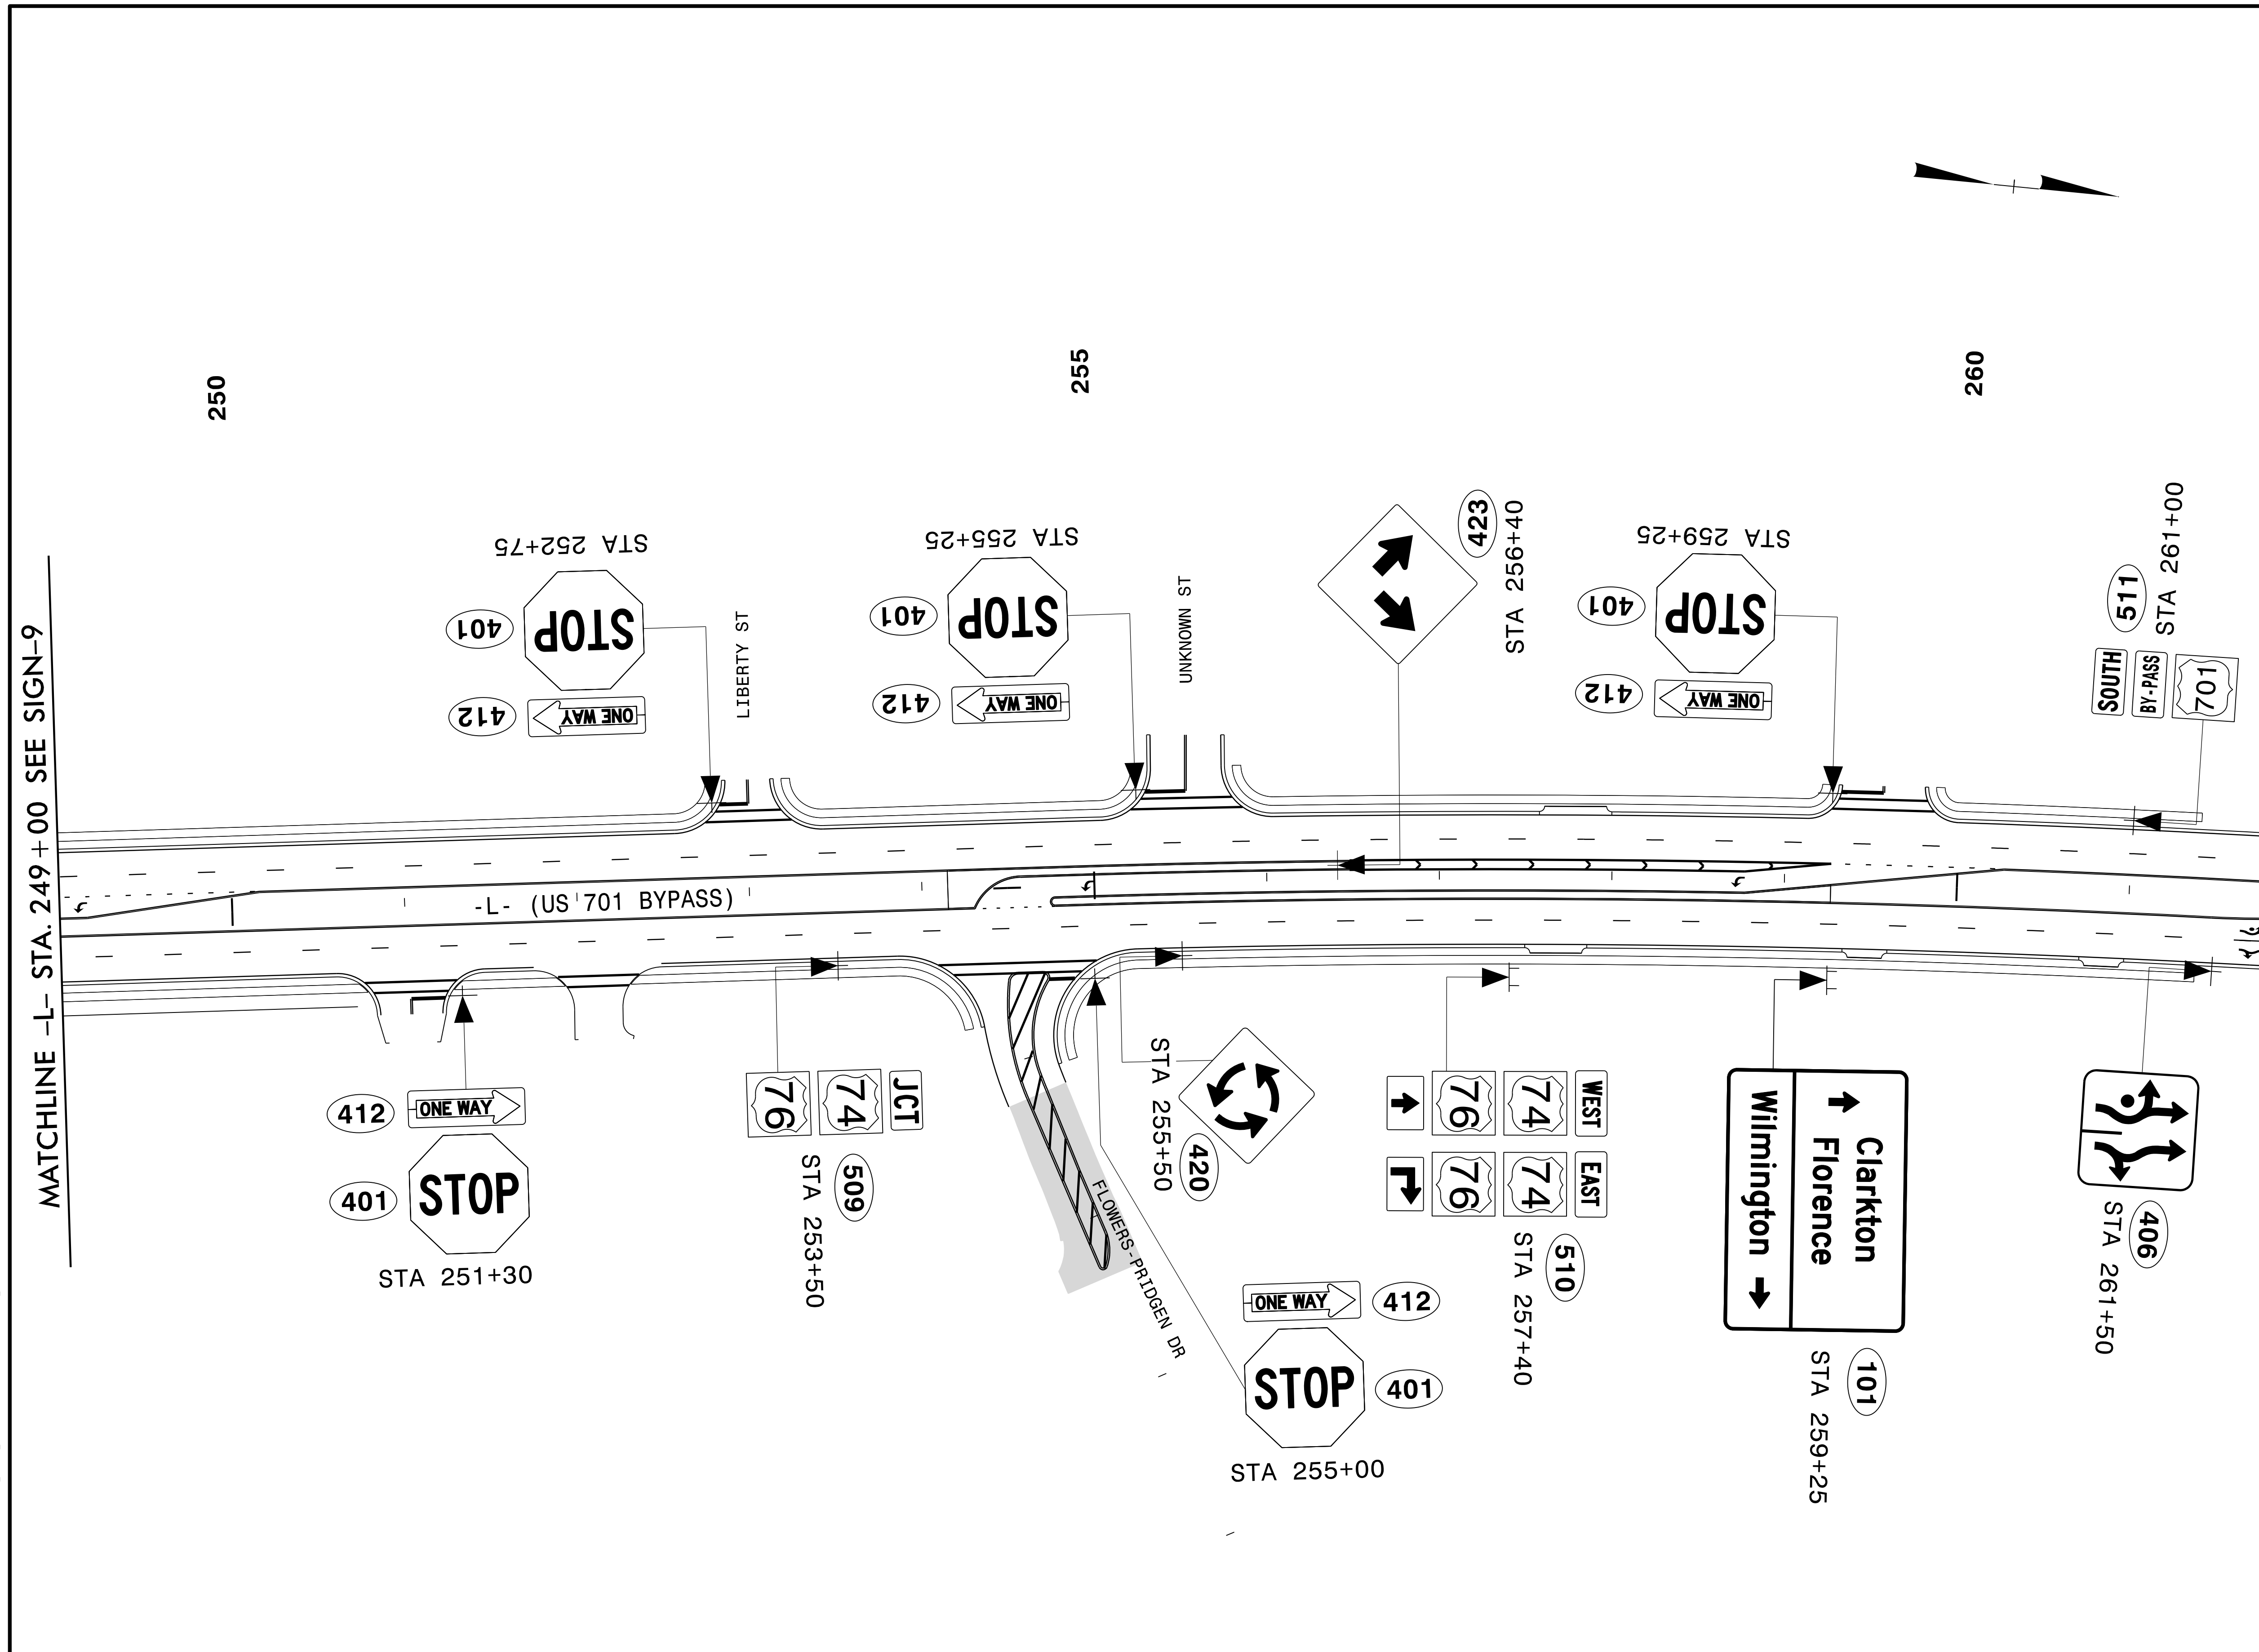 MATCHLINE -L- STA. 249+00 SEE SIGN-9
250
255
260
STA 252+75
401
STOP
412
ONE WAY
LIBERTY ST
STA 255+25
401
STOP
412
ONE WAY
UNKNOWN ST
423
STA 256+40
STA 259+25
401
STOP
412
ONE WAY
511
STA 261+00
SOUTH
BY-PASS
701
-L- (US 701 BYPASS)
412
ONE WAY
401
STOP
STA 251+30
JCT
74
76
509
STA 253+50
FLOWERS-PRIDGEN DR
420
STA 255+50
ONE WAY
412
STOP
401
STA 255+00
WEST
74
76
EAST
74
76
510
STA 257+40
Clarkton
Florence
Wilmington
101
STA 259+25
406
STA 261+50